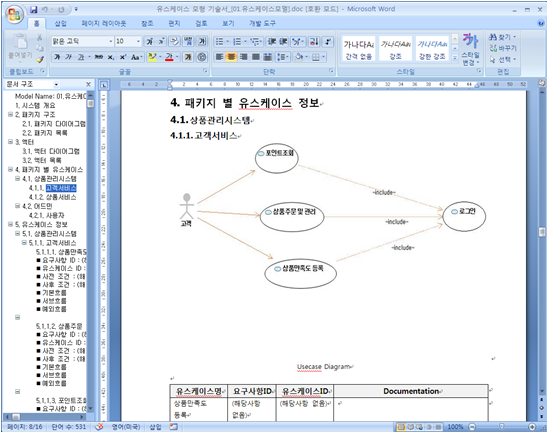 유스케이스 모형 기술서_[01.유스케이스모형].doc [호환 모드] - Microsoft Word
홈 삽입 페이지 레이아웃 참조 편지 검토 보기 개발 도구
붙여넣기
클립보드
맑은 고딕 10
글꼴
단락
가나다AaI 가나다AaI 가나다AaI
간격 없음 강조 강한 강조
스타일 변경
스타일
찾기
바꾸기
선택
편집
문서 구조
Model Name: 01.유스케이
1. 시스템 개요
2. 패키지 구조
2.1. 패키지 다이어그램
2.2. 패키지 목록
3. 액터
3.1. 액터 다이어그램
3.2. 액터 목록
4. 패키지 별 유스케이스
4.1. 상품관리시스템
4.1.1. 고객서비스
4.1.2. 상품서비스
4.2. 어드민
4.2.1. 사용자
5. 유스케이스 정보
5.1. 상품관리시스템
5.1.1. 고객서비스
5.1.1.1. 상품만족도
■ 요구사항 ID : (해
■ 유스케이스 ID :
■ 사전 조건 : (해
■ 사후 조건 : (해
■ 기본흐름
■ 서브흐름
■ 예외흐름
5.1.1.2. 상품주문
■ 요구사항 ID : (해
■ 유스케이스 ID :
■ 사전 조건 : (해
■ 사후 조건 : (해
■ 기본흐름
■ 서브흐름
■ 예외흐름
5.1.1.3. 포인트조회
■ 요구사항 ID : (해
4. 패키지 별 유스케이스 정보
4.1. 상품관리시스템
4.1.1. 고객서비스
포인트조회
~include~
고객
상품주문 및 관리
~include~
로그인
~include~
상품만족도 등록
Usecase Diagram
유스케이스명 요구사항ID 유스케이스ID Documentation
상품만족도 등록 (해당사항 없음) (해당사항 없음)
페이지: 8/16 단어 수: 531 영어(미국) 삽입 100%